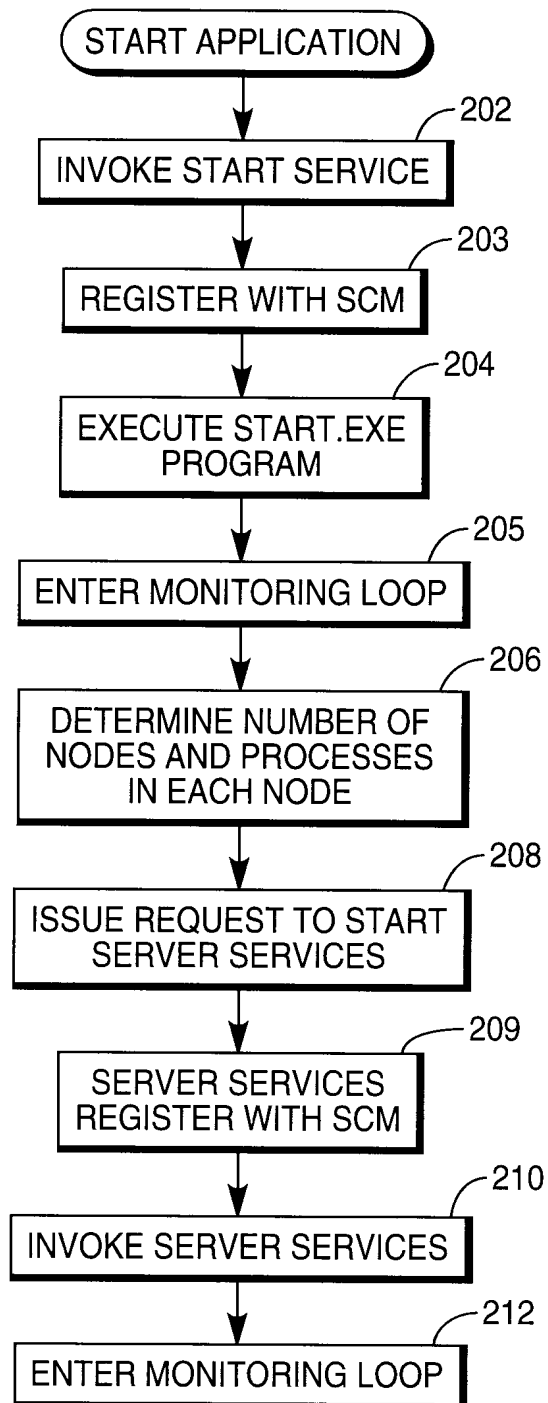 START APPLICATION
202
INVOKE START SERVICE
203
REGISTER WITH SCM
204
EXECUTE START.EXE
PROGRAM
205
ENTER MONITORING LOOP
206
DETERMINE NUMBER OF
NODES AND PROCESSES
IN EACH NODE
208
ISSUE REQUEST TO START
SERVER SERVICES
209
SERVER SERVICES
REGISTER WITH SCM
210
INVOKE SERVER SERVICES
212
ENTER MONITORING LOOP